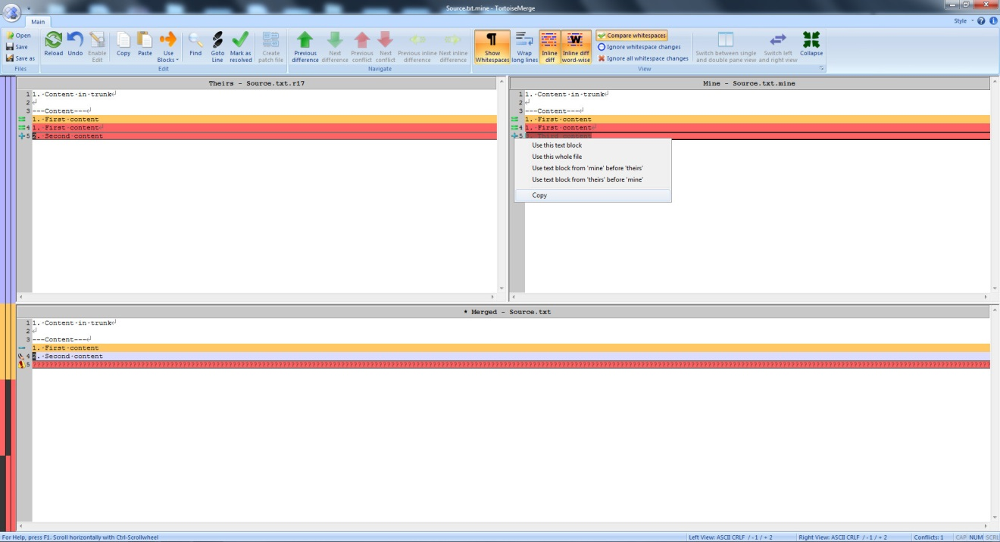 Source.txt.mine - TortoiseMerge
Main
Style
Open
Save
Save as
Files
Reload
Undo
Enable Edit
Copy
Paste
Use Blocks
Find
Goto Line
Mark as resolved
Create patch file
Edit
Previous difference
Next difference
Previous conflict
Next conflict
Previous inline difference
Next inline difference
Navigate
Show Whitespaces
Wrap long lines
Inline diff
Inline diff word-wise
Compare whitespaces
Ignore whitespace changes
Ignore all whitespace changes
Switch between single and double pane view
Switch left and right view
Collapse
View
Theirs - Source.txt.r17
1 1.·Content·in·trunk↵
2 ↵
3 ---Content---↵
1.·First·content
4 1.·First·content↵
5 2.·Second·content
Mine - Source.txt.mine
1 1.·Content·in·trunk↵
2 ↵
3 ---Content---↵
1.·First·content
4 1.·First·content↵
5 Third content
Use this text block
Use this whole file
Use text block from 'mine' before 'theirs'
Use text block from 'theirs' before 'mine'
Copy
* Merged - Source.txt
1 1.·Content·in·trunk↵
2 ↵
3 ---Content---↵
1.·First·content
4 2.·Second·content
5
For Help, press F1. Scroll horizontally with Ctrl-Scrollwheel
Left View: ASCII CRLF / - 1 / + 2
Right View: ASCII CRLF / - 1 / + 2
Conflicts: 1
CAP NUM SCRL